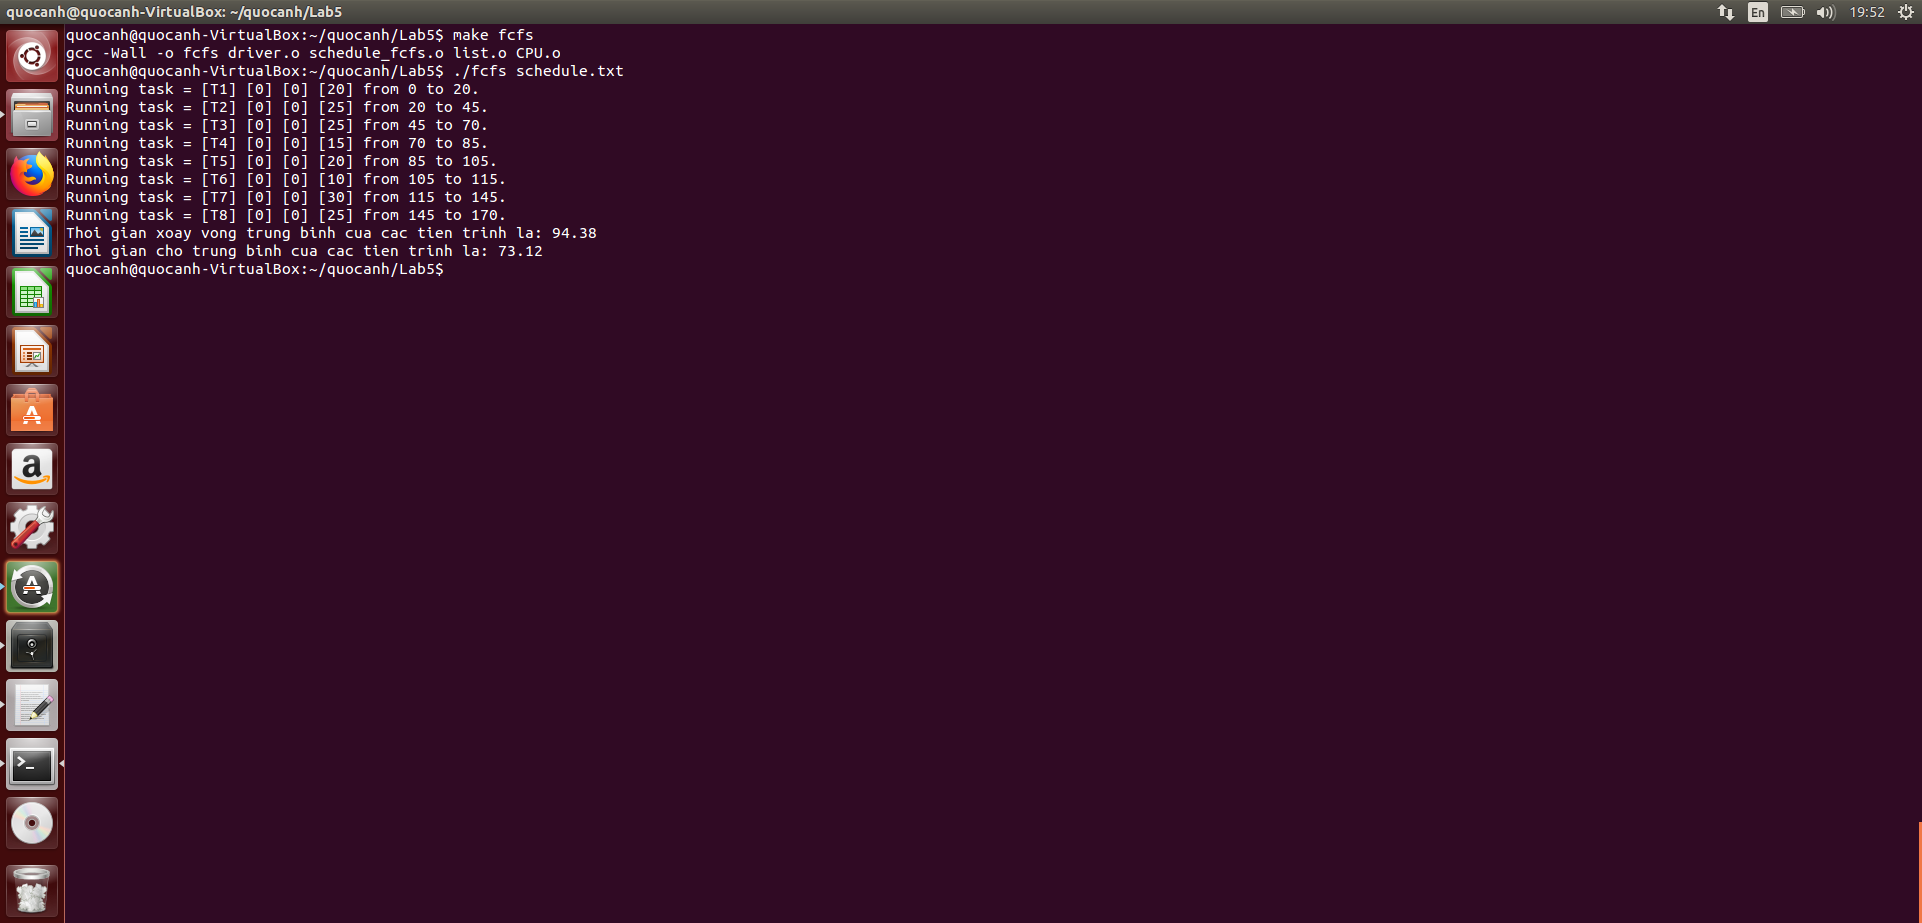 quocanh@quocanh-VirtualBox: ~/quocanh/Lab5
En
19:52
quocanh@quocanh-VirtualBox:~/quocanh/Lab5$ make fcfs
gcc -Wall -o fcfs driver.o schedule_fcfs.o list.o CPU.o
quocanh@quocanh-VirtualBox:~/quocanh/Lab5$ ./fcfs schedule.txt
Running task = [T1] [0] [0] [20] from 0 to 20.
Running task = [T2] [0] [0] [25] from 20 to 45.
Running task = [T3] [0] [0] [25] from 45 to 70.
Running task = [T4] [0] [0] [15] from 70 to 85.
Running task = [T5] [0] [0] [20] from 85 to 105.
Running task = [T6] [0] [0] [10] from 105 to 115.
Running task = [T7] [0] [0] [30] from 115 to 145.
Running task = [T8] [0] [0] [25] from 145 to 170.
Thoi gian xoay vong trung binh cua cac tien trinh la: 94.38
Thoi gian cho trung binh cua cac tien trinh la: 73.12
quocanh@quocanh-VirtualBox:~/quocanh/Lab5$